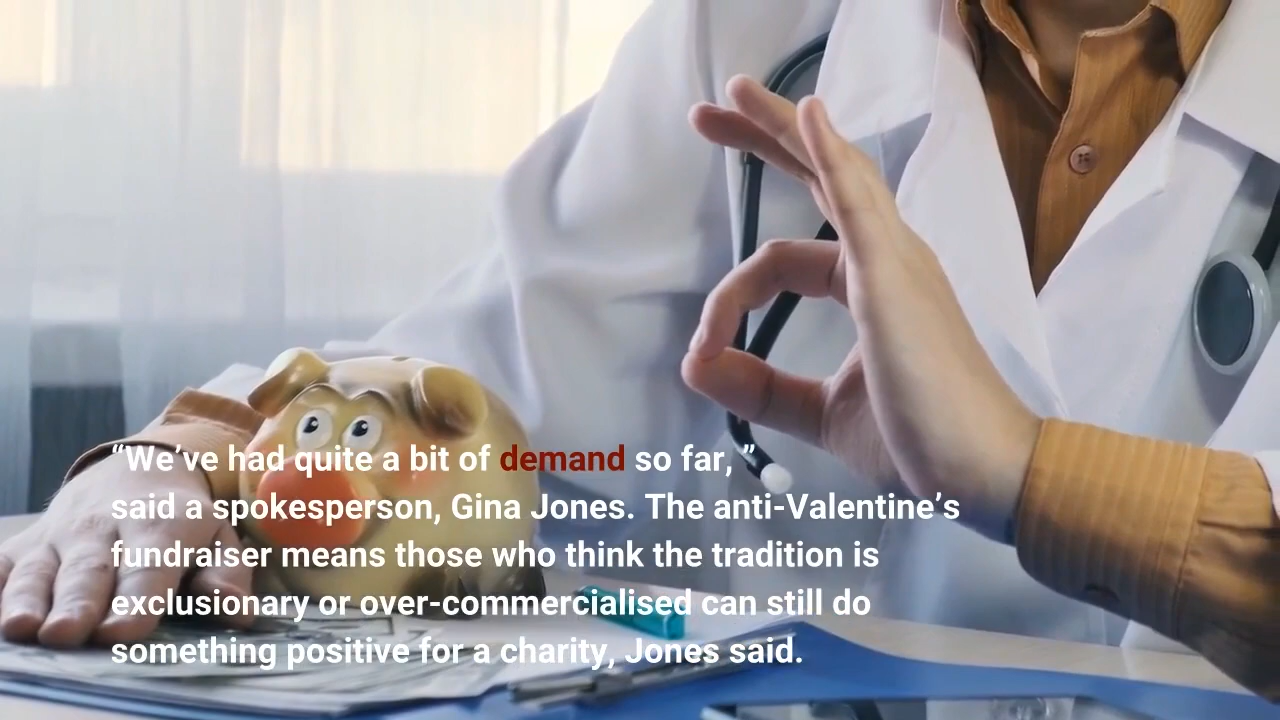 “We’ve had quite a bit of demand so far, ”
said a spokesperson, Gina Jones. The anti-Valentine’s
fundraiser means those who think the tradition is
exclusionary or over-commercialised can still do
something positive for a charity, Jones said.